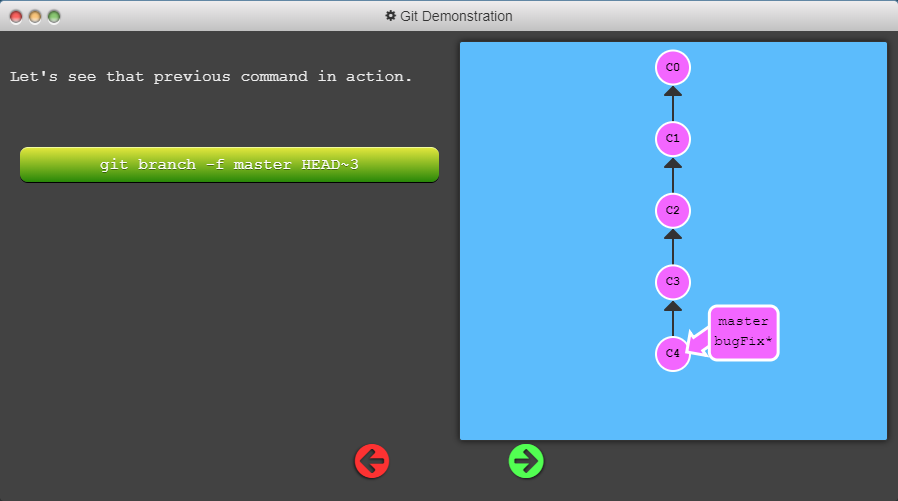 Git Demonstration
Let's see that previous command in action.
git branch -f master HEAD~3
C0
C1
C2
C3
master
bugFix*
C4